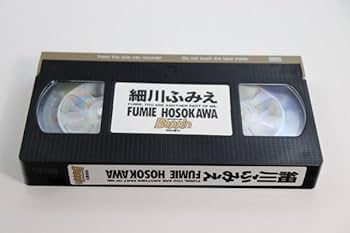 細川ふみえ
FUMIE, YOU ARE ANOTHER PART OF ME.
FUMIE HOSOKAWA
Beppin
細川ふみえ
FUMIE, YOU ARE ANOTHER PART OF ME.
FUMIE HOSOKAWA